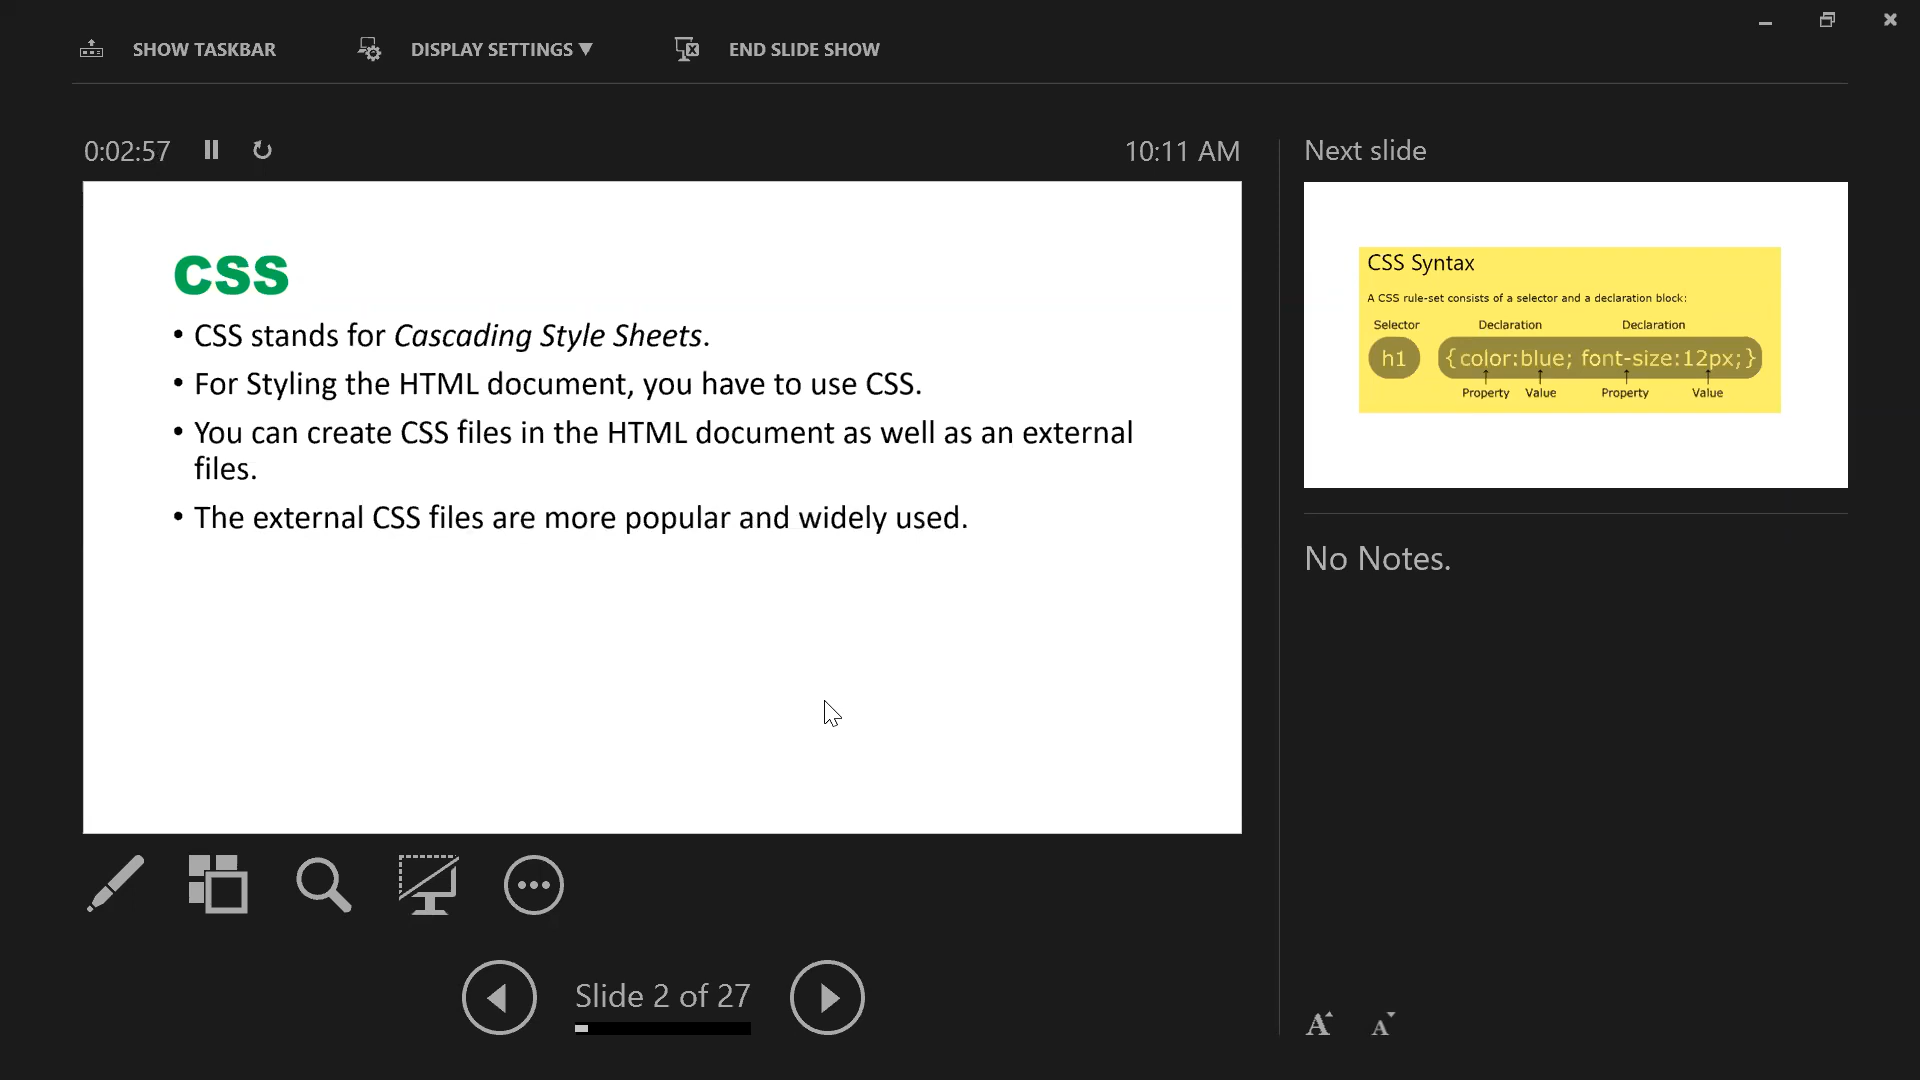 SHOW TASKBAR
DISPLAY SETTINGS ▼
END SLIDE SHOW
0:02:57
10:11 AM
CSS
• CSS stands for Cascading Style Sheets.
• For Styling the HTML document, you have to use CSS.
• You can create CSS files in the HTML document as well as an external
files.
• The external CSS files are more popular and widely used.
Slide 2 of 27
Next slide
CSS Syntax
A CSS rule-set consists of a selector and a declaration block:
Selector Declaration Declaration
h1 {color:blue; font-size:12px;}
Property Value Property Value
No Notes.
A A